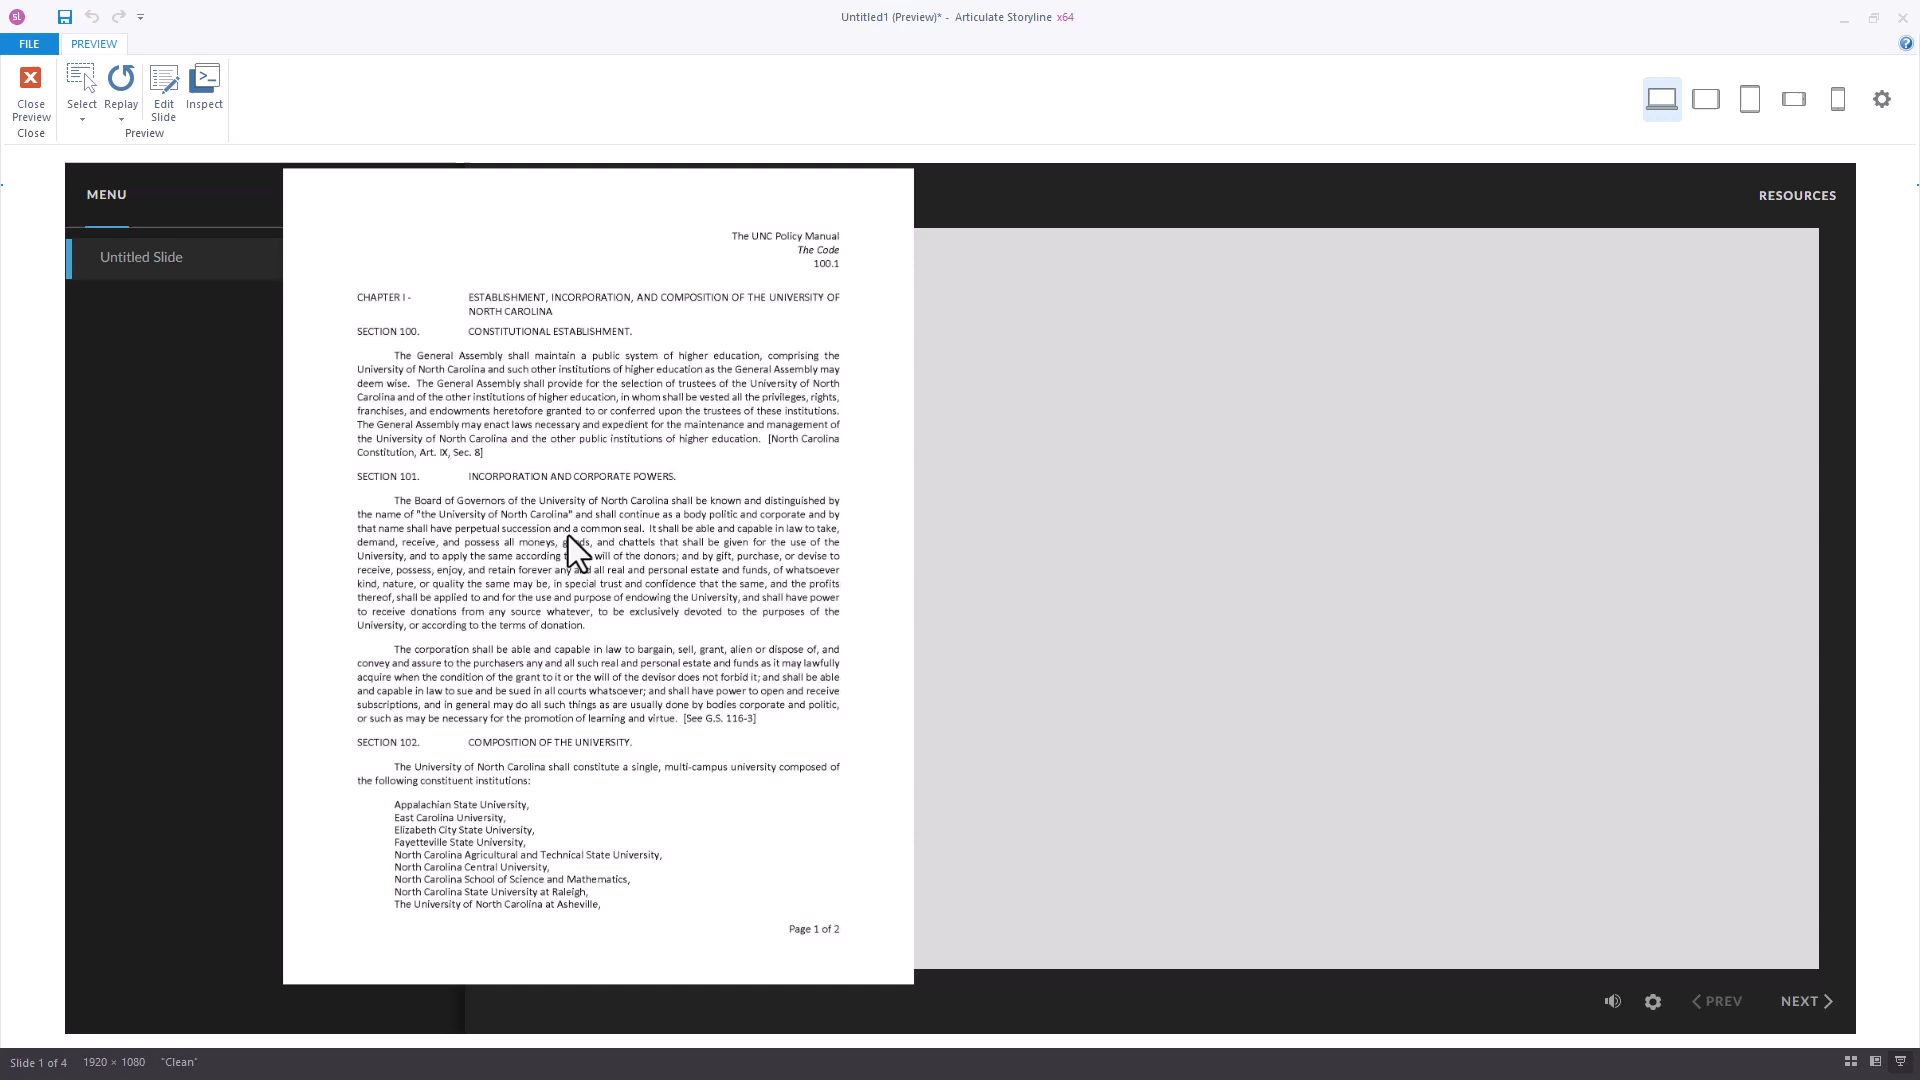 sl
Untitled1 (Preview)* - Articulate Storyline x64
FILE
PREVIEW
?
Close Preview
Select
Replay
Edit Slide
Inspect
Close
Preview
MENU
RESOURCES
Untitled Slide
The UNC Policy Manual
The Code
100.1
CHAPTER I - ESTABLISHMENT, INCORPORATION, AND COMPOSITION OF THE UNIVERSITY OF
NORTH CAROLINA
SECTION 100. CONSTITUTIONAL ESTABLISHMENT.
The General Assembly shall maintain a public system of higher education, comprising the
University of North Carolina and such other institutions of higher education as the General Assembly may
deem wise. The General Assembly shall provide for the selection of trustees of the University of North
Carolina and of the other institutions of higher education, in whom shall be vested all the privileges, rights,
franchises, and endowments heretofore granted to or conferred upon the trustees of these institutions.
The General Assembly may enact laws necessary and expedient for the maintenance and management of
the University of North Carolina and the other public institutions of higher education. [North Carolina
Constitution, Art. IX, Sec. 8]
SECTION 101. INCORPORATION AND CORPORATE POWERS.
The Board of Governors of the University of North Carolina shall be known and distinguished by
the name of "the University of North Carolina" and shall continue as a body politic and corporate and by
that name shall have perpetual succession and a common seal. It shall be able and capable in law to take,
demand, receive, and possess all moneys, and chattels that shall be given for the use of the
University, and to apply the same according will of the donors; and by gift, purchase, or devise to
receive, possess, enjoy, and retain forever any and all real and personal estate and funds, of whatsoever
kind, nature, or quality the same may be, in special trust and confidence that the same, and the profits
thereof, shall be applied to and for the use and purpose of endowing the University, and shall have power
to receive donations from any source whatever, to be exclusively devoted to the purposes of the
University, or according to the terms of donation.
The corporation shall be able and capable in law to bargain, sell, grant, alien or dispose of, and
convey and assure to the purchasers any and all such real and personal estate and funds as it may lawfully
acquire when the condition of the grant to it or the will of the devisor does not forbid it; and shall be able
and capable in law to sue and be sued in all courts whatsoever; and shall have power to open and receive
subscriptions, and in general may do all such things as are usually done by bodies corporate and politic,
or such as may be necessary for the promotion of learning and virtue. [See G.S. 116-3]
SECTION 102. COMPOSITION OF THE UNIVERSITY.
The University of North Carolina shall constitute a single, multi-campus university composed of
the following constituent institutions:
Appalachian State University,
East Carolina University,
Elizabeth City State University,
Fayetteville State University,
North Carolina Agricultural and Technical State University,
North Carolina Central University,
North Carolina School of Science and Mathematics,
North Carolina State University at Raleigh,
The University of North Carolina at Asheville,
Page 1 of 2
PREV
NEXT
Slide 1 of 4 1920 × 1080 "Clean"